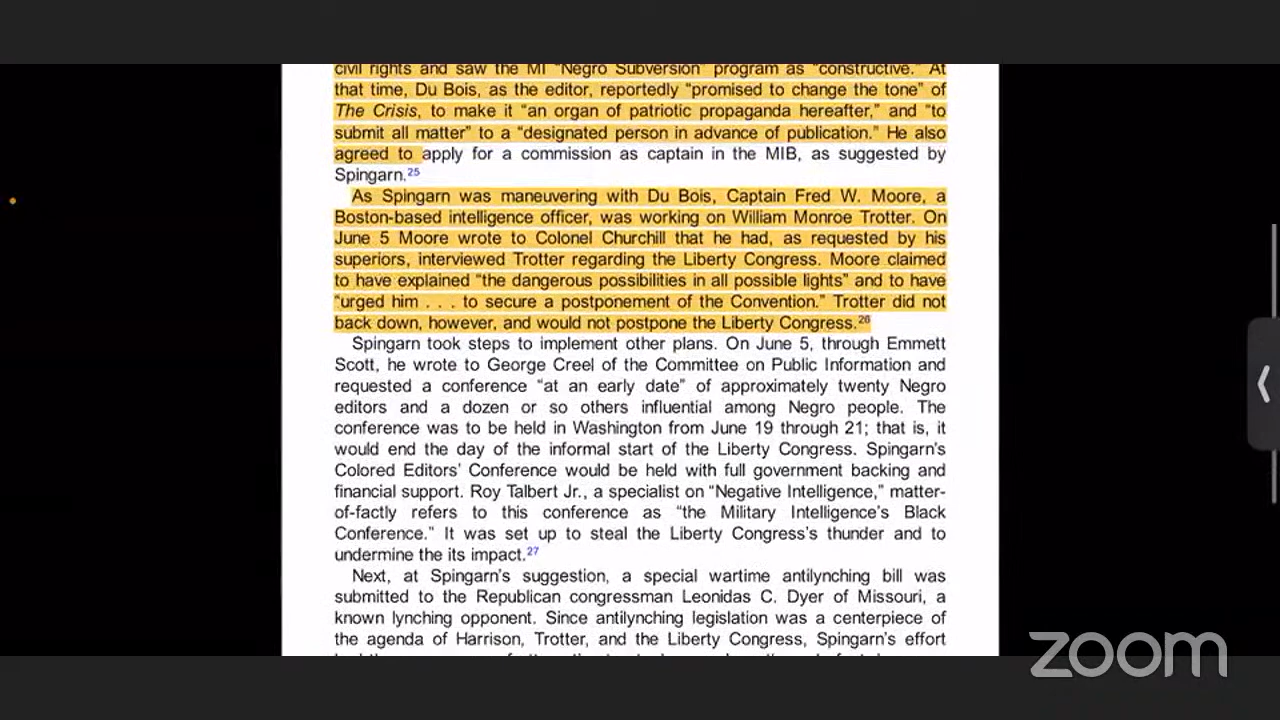 civil rights and saw the MI “Negro Subversion” program as “constructive.” At
that time, Du Bois, as the editor, reportedly “promised to change the tone” of
The Crisis, to make it “an organ of patriotic propaganda hereafter,” and “to
submit all matter” to a “designated person in advance of publication.” He also
agreed to apply for a commission as captain in the MIB, as suggested by
Spingarn.25
As Spingarn was maneuvering with Du Bois, Captain Fred W. Moore, a
Boston-based intelligence officer, was working on William Monroe Trotter. On
June 5 Moore wrote to Colonel Churchill that he had, as requested by his
superiors, interviewed Trotter regarding the Liberty Congress. Moore claimed
to have explained “the dangerous possibilities in all possible lights” and to have
“urged him . . . to secure a postponement of the Convention.” Trotter did not
back down, however, and would not postpone the Liberty Congress.26
Spingarn took steps to implement other plans. On June 5, through Emmett
Scott, he wrote to George Creel of the Committee on Public Information and
requested a conference “at an early date” of approximately twenty Negro
editors and a dozen or so others influential among Negro people. The
conference was to be held in Washington from June 19 through 21; that is, it
would end the day of the informal start of the Liberty Congress. Spingarn’s
Colored Editors’ Conference would be held with full government backing and
financial support. Roy Talbert Jr., a specialist on “Negative Intelligence,” matter-
of-factly refers to this conference as “the Military Intelligence’s Black
Conference.” It was set up to steal the Liberty Congress’s thunder and to
undermine the its impact.27
Next, at Spingarn’s suggestion, a special wartime antilynching bill was
submitted to the Republican congressman Leonidas C. Dyer of Missouri, a
known lynching opponent. Since antilynching legislation was a centerpiece of
the agenda of Harrison, Trotter, and the Liberty Congress, Spingarn’s effort
zoom